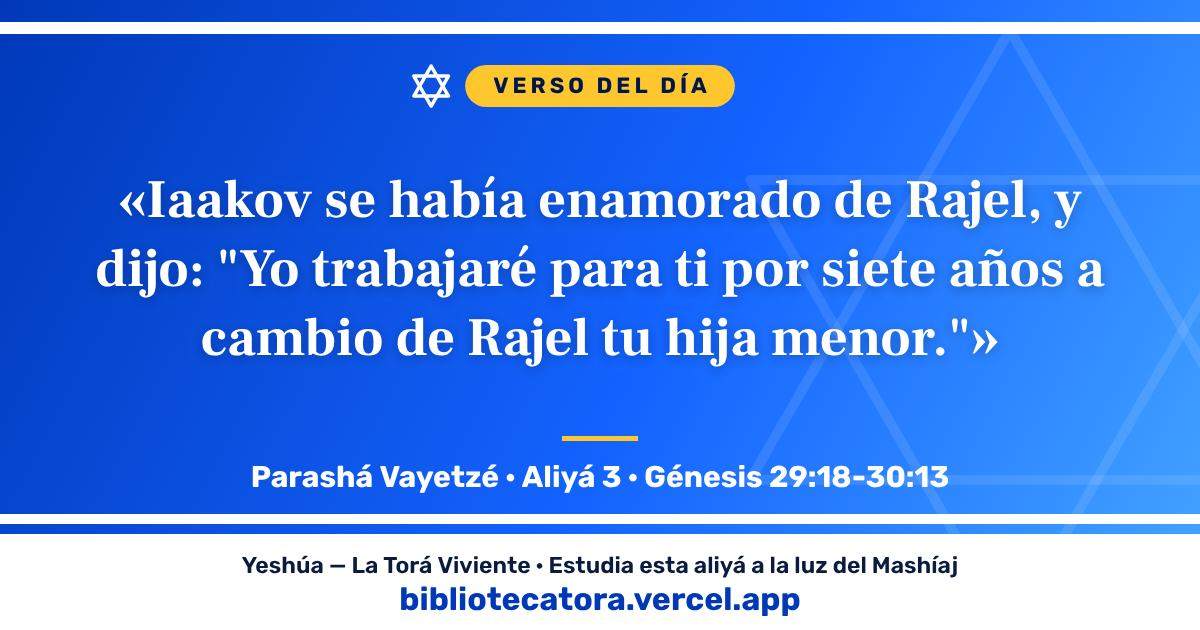 VERSO DEL DÍA
«Iaakov se había enamorado de Rajel, y
dijo: "Yo trabajaré para ti por siete años a
cambio de Rajel tu hija menor."»
Parashá Vayetzé • Aliyá 3 • Génesis 29:18-30:13
Yeshúa — La Torá Viviente • Estudia esta aliyá a la luz del Mashíaj
bibliotecatora.vercel.app